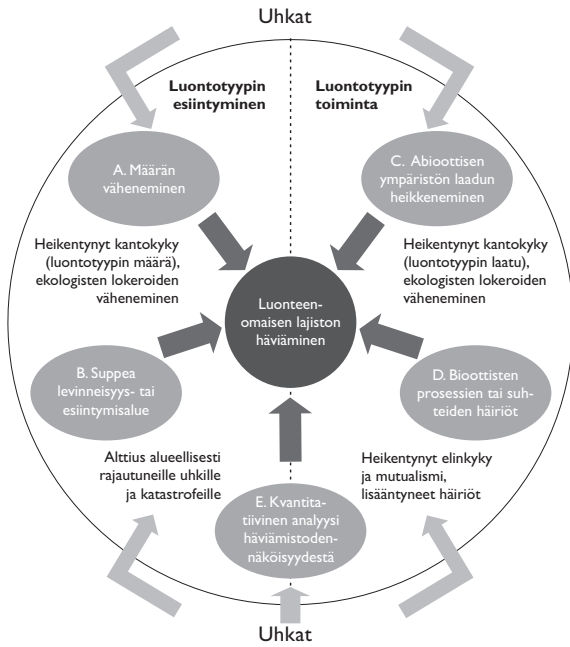 Uhkat
Luontotyypin
esiintyminen
Luontotyypin
toiminta
A. Määrän
väheneminen
C. Abioottisen
ympäristön laadun
heikkeneminen
Heikentynyt kantokyky
(luontotyypin määrä),
ekologisten lokeroiden
väheneminen
Heikentynyt kantokyky
(luontotyypin laatu),
ekologisten lokeroiden
väheneminen
Luonteen-
omaisen lajiston
häviäminen
B. Suppea
levinneisyys- tai
esiintymisalue
D. Bioottisten
prosessien tai suh-
teiden häiriöt
Alttius alueellisesti
rajautuneille uhkille
ja katastrofeille
Heikentynyt elinkyky
ja mutualismi,
lisääntyneet häiriöt
E. Kvantita-
tiivinen analyysi
häviämistoden-
näköisyydestä
Uhkat